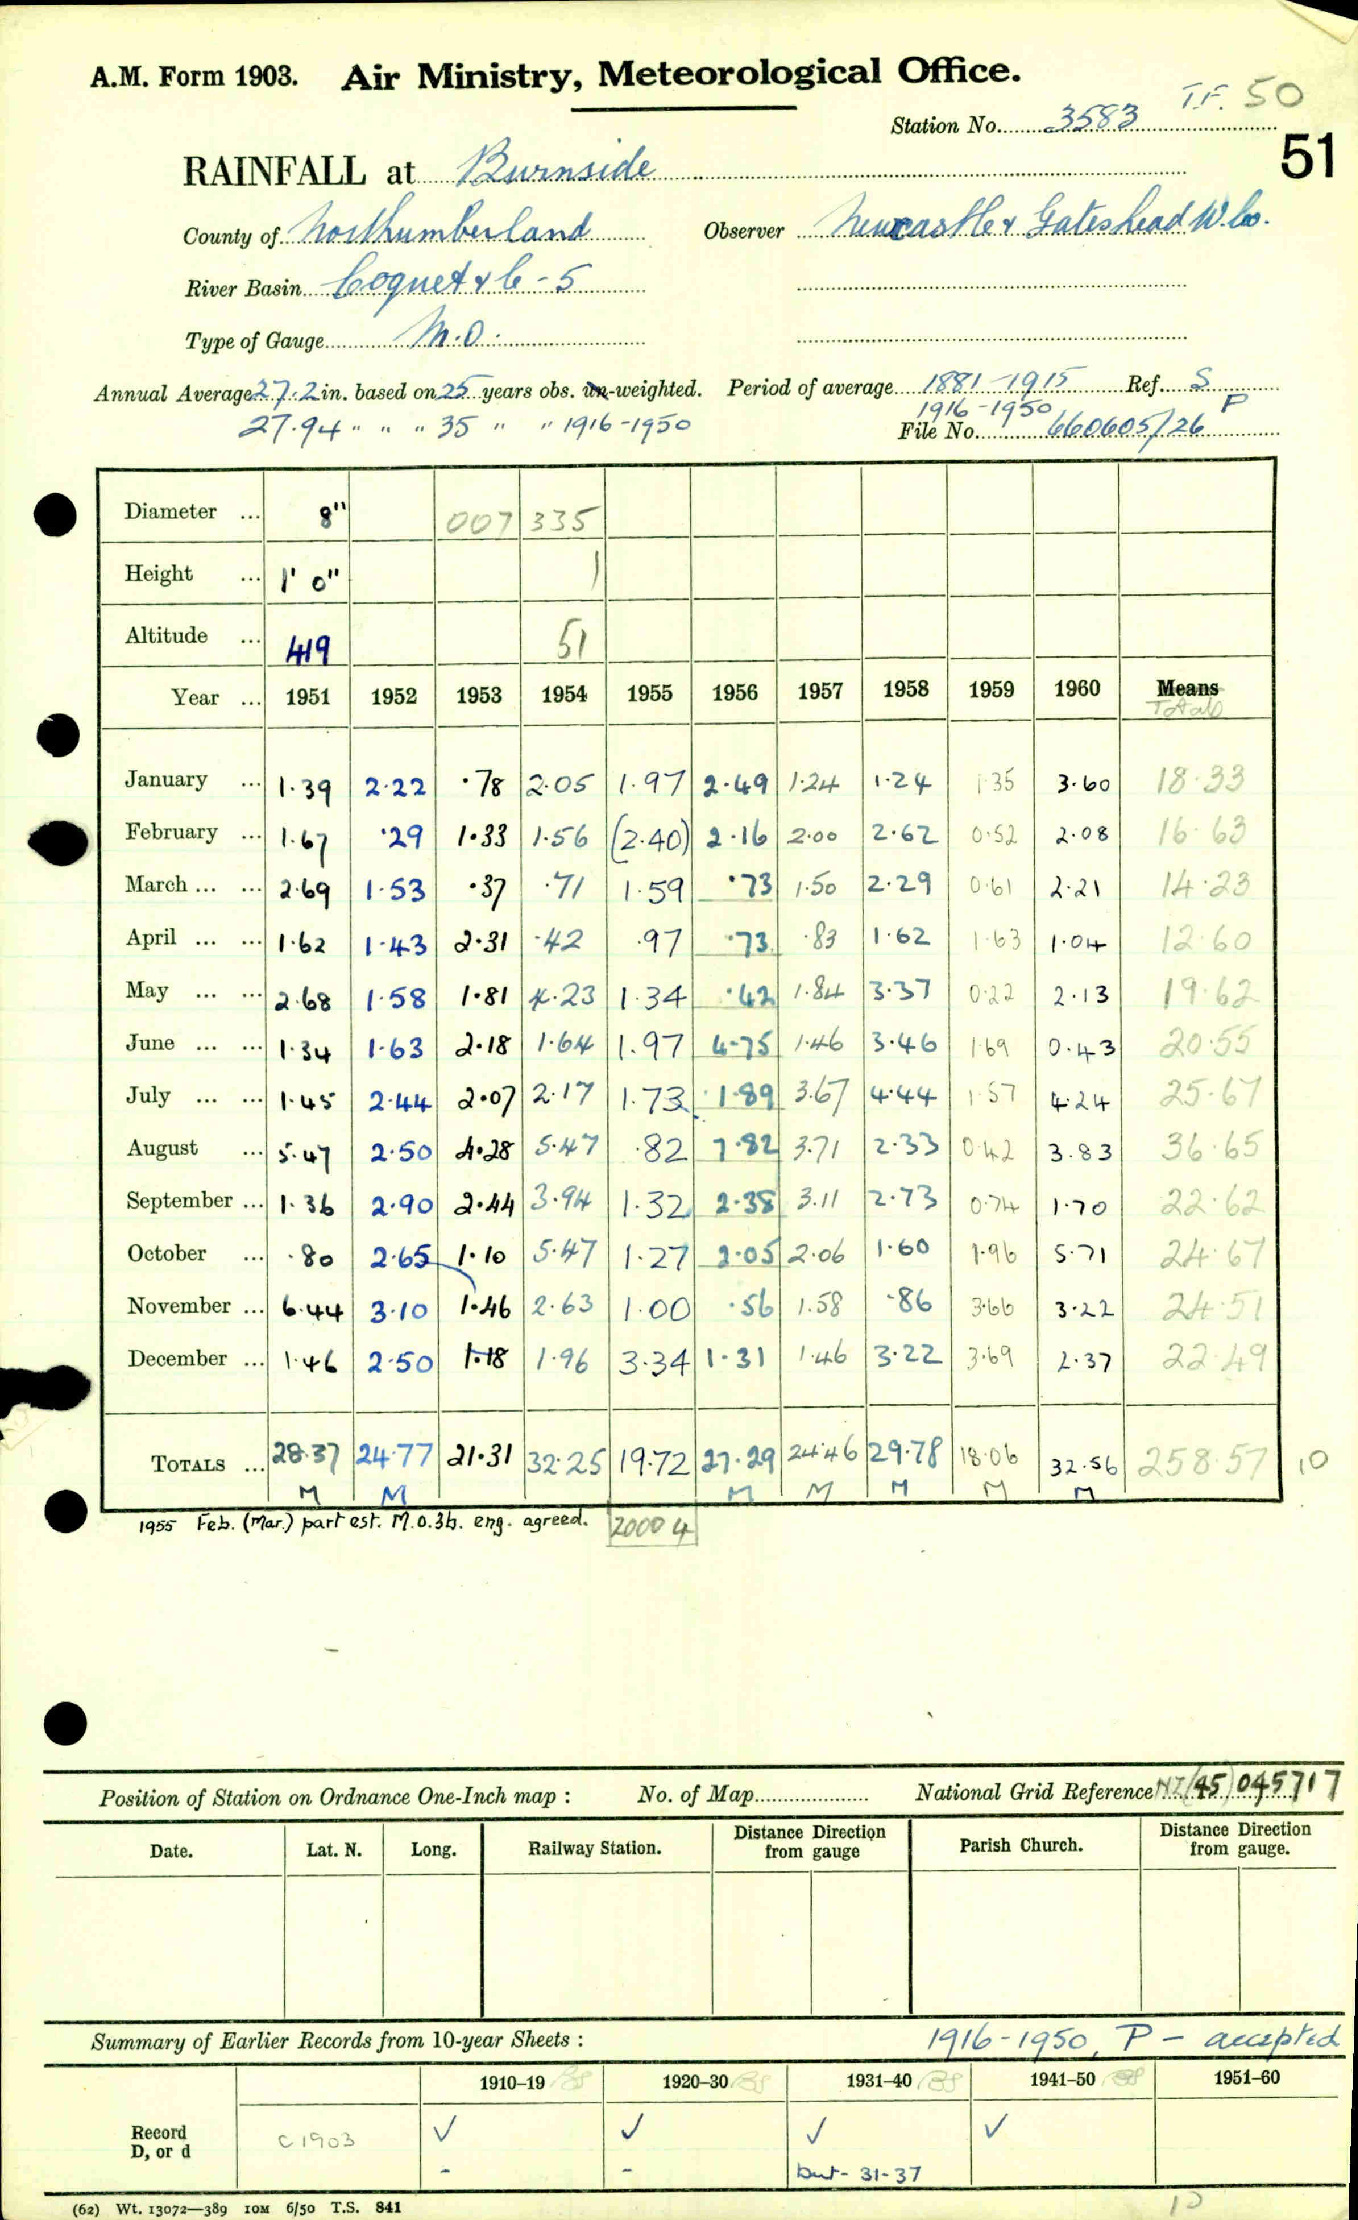 A.M. Form 1903. Air Ministry, Meteorological Office.
T.F. 50
Station No. 3583
51
RAINFALL at Burnside
County of Northumberland Observer Newcastle & Gateshead W. Co.
River Basin Coquet & C - 5
Type of Gauge M.O.
Annual Average 27.2 in. based on 25 years obs. un-weighted. Period of average 1881-1915 Ref. S
27.94 " " " 35 " " 1916-1950 1916-1950 P
File No. 660605/26
Diameter ... 8" 007 335
Height ... 1' 0" 1
Altitude ... 419 51
Year ... 1951 1952 1953 1954 1955 1956 1957 1958 1959 1960 Means
Totals
January ... 1.39 2.22 .78 2.05 1.97 2.49 1.24 1.24 1.35 3.60 18.33
February ... 1.67 .29 1.33 1.56 (2.40) 2.16 2.00 2.62 0.52 2.08 16.63
March ... ... 2.69 1.53 .37 .71 1.59 .73 1.50 2.29 0.61 2.21 14.23
April ... ... 1.62 1.43 2.31 .42 .97 .73 .83 1.62 1.63 1.04 12.60
May ... ... 2.68 1.58 1.81 4.23 1.34 .42 1.84 3.37 0.22 2.13 19.62
June ... ... 1.34 1.63 2.18 1.64 1.97 4.75 1.46 3.46 1.69 0.43 20.55
July ... ... 1.45 2.44 2.07 2.17 1.73 1.89 3.67 4.44 1.57 4.24 25.67
August ... 5.47 2.50 4.28 5.47 .82 7.82 3.71 2.33 0.42 3.83 36.65
September ... 1.36 2.90 2.44 3.94 1.32 2.38 3.11 2.73 0.74 1.70 22.62
October ... .80 2.65 1.10 5.47 1.27 2.05 2.06 1.60 1.96 5.71 24.67
November ... 6.44 3.10 1.46 2.63 1.00 .56 1.58 .86 3.66 3.22 24.51
December ... 1.46 2.50 1.18 1.96 3.34 1.31 1.46 3.22 3.69 2.37 22.49
TOTALS ... 28.37 24.77 21.31 32.25 19.72 27.29 24.46 29.78 18.06 32.56 258.57 10
M M M M M M M
1955 Feb. (Mar.) part est. M.O.3b. eng. agreed. 2000 4
Position of Station on Ordnance One-Inch map : No. of Map National Grid Reference NZ (45) 045717
Date. Lat. N. Long. Railway Station. Distance Direction from gauge Parish Church. Distance Direction from gauge.
Summary of Earlier Records from 10-year Sheets : 1916-1950, P - accepted
1910–19 1920–30 1931–40 1941–50 1951–60
Record
D, or d C 1903 ✓ ✓ ✓ ✓
- - but - 31-37
(62) Wt. 13072—389 10M 6/50 T.S. 841
10